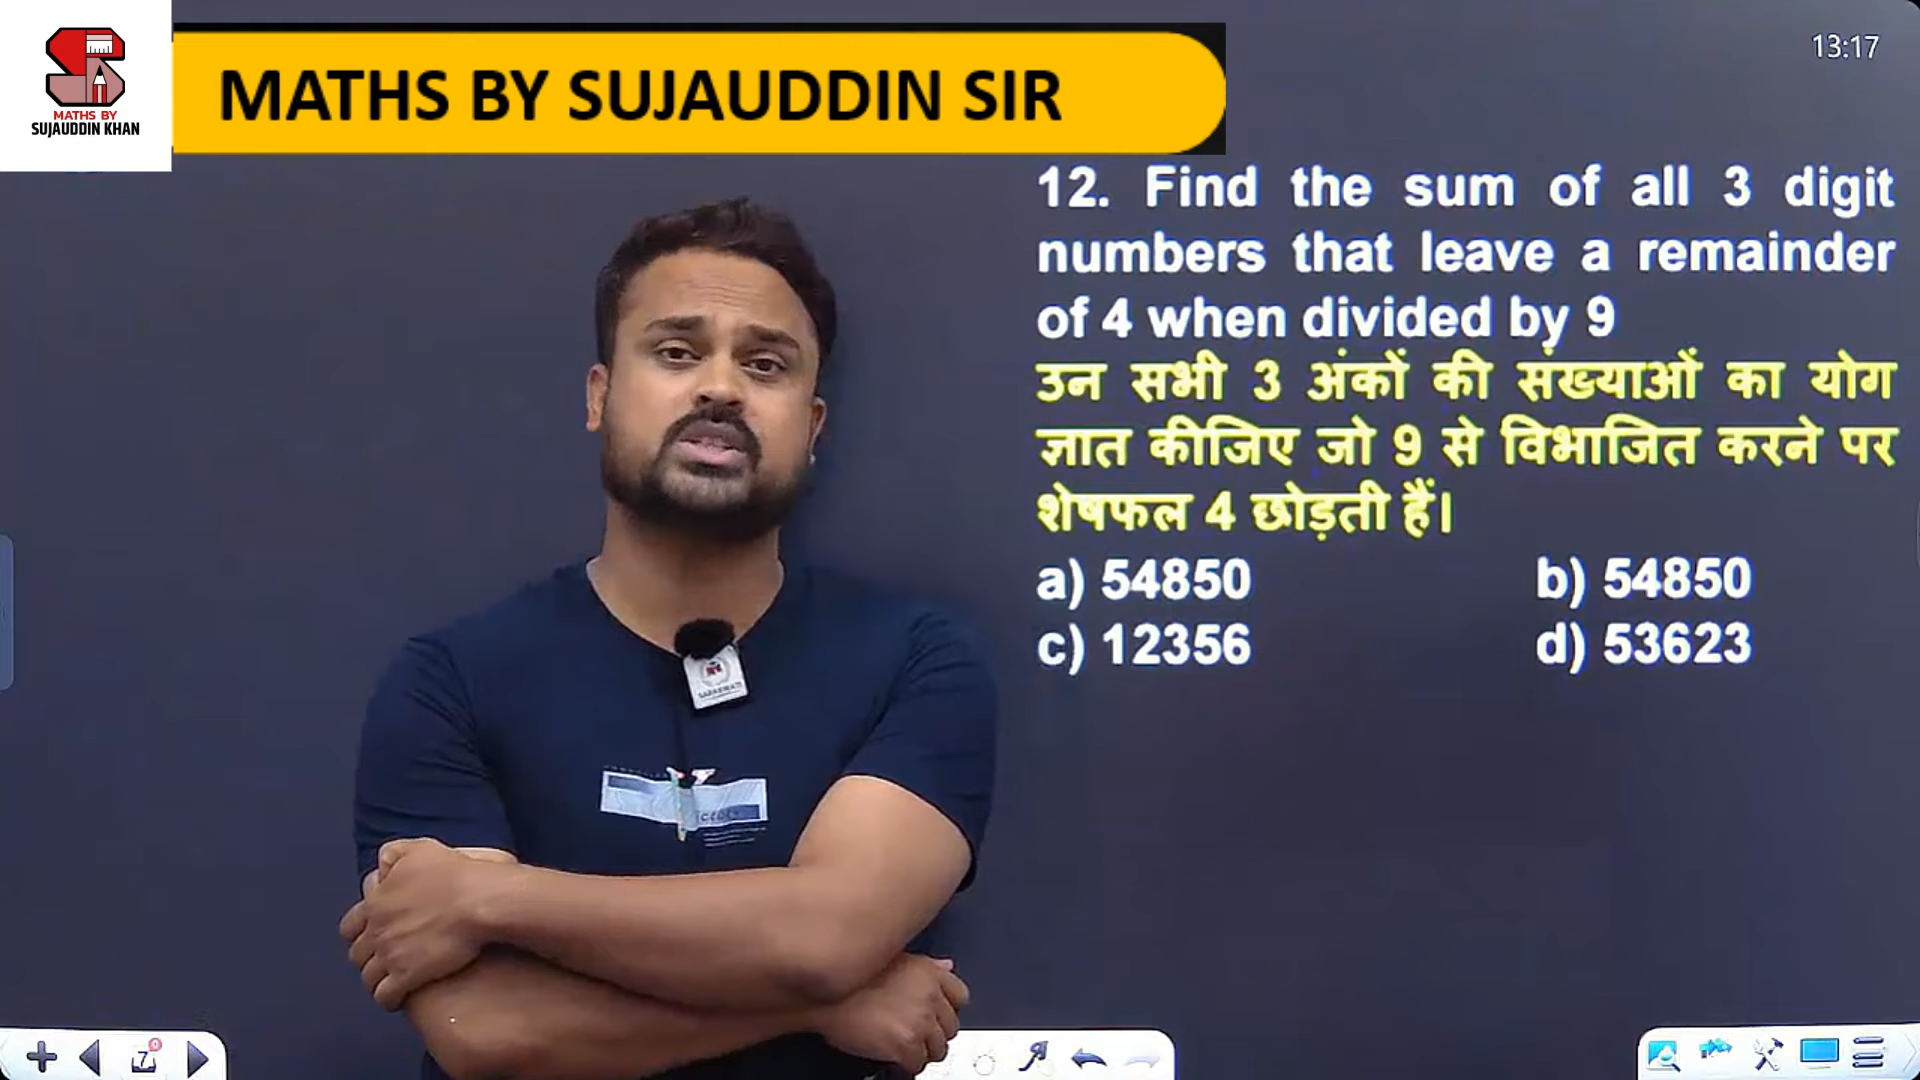 MATHS BY
SUJAUDDIN KHAN
MATHS BY SUJAUDDIN SIR
13:17
12. Find the sum of all 3 digit
numbers that leave a remainder
of 4 when divided by 9
उन सभी 3 अंकों की संख्याओं का योग
ज्ञात कीजिए जो 9 से विभाजित करने पर
शेषफल 4 छोड़ती हैं।
a) 54850 b) 54850
c) 12356 d) 53623
7